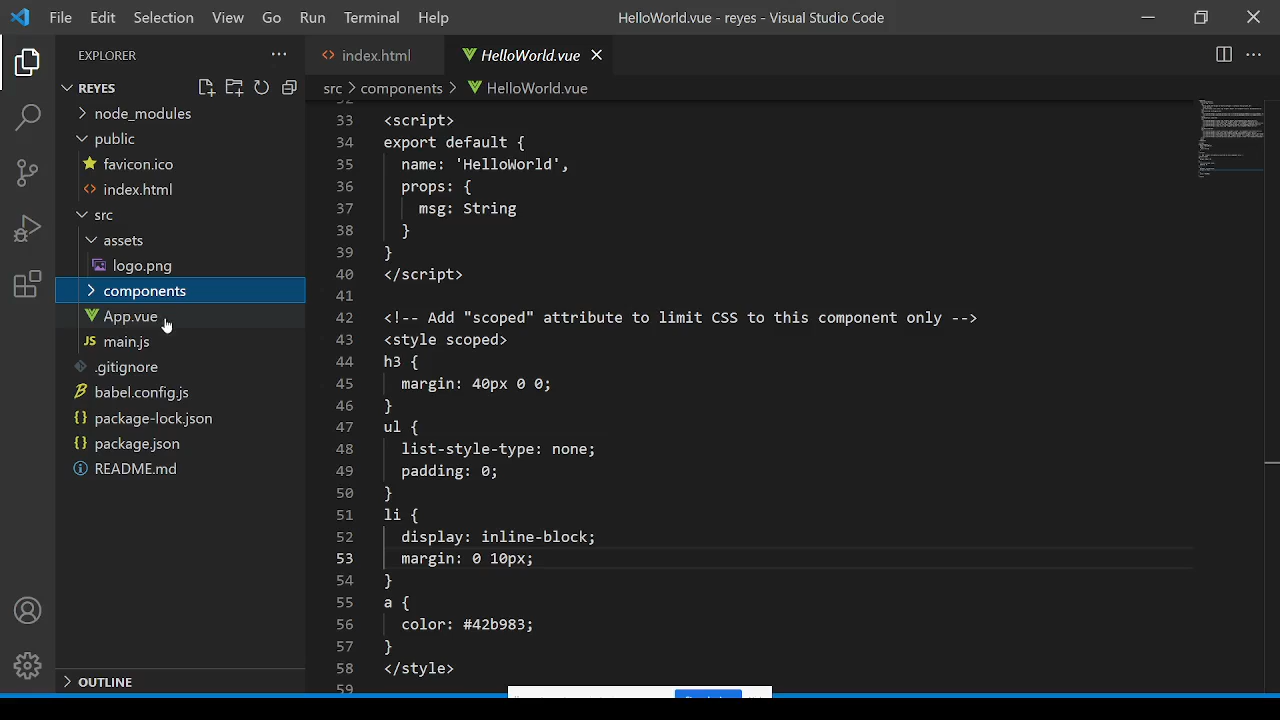 File Edit Selection View Go Run Terminal Help
HelloWorld.vue - reyes - Visual Studio Code
EXPLORER
REYES
node_modules
public
favicon.ico
index.html
src
assets
logo.png
components
App.vue
main.js
.gitignore
babel.config.js
package-lock.json
package.json
README.md
OUTLINE
index.html
HelloWorld.vue
src > components > HelloWorld.vue
33 <script>
34 export default {
35 name: 'HelloWorld',
36 props: {
37 msg: String
38 }
39 }
40 </script>
41
42 <!-- Add "scoped" attribute to limit CSS to this component only -->
43 <style scoped>
44 h3 {
45 margin: 40px 0 0;
46 }
47 ul {
48 list-style-type: none;
49 padding: 0;
50 }
51 li {
52 display: inline-block;
53 margin: 0 10px;
54 }
55 a {
56 color: #42b983;
57 }
58 </style>
59